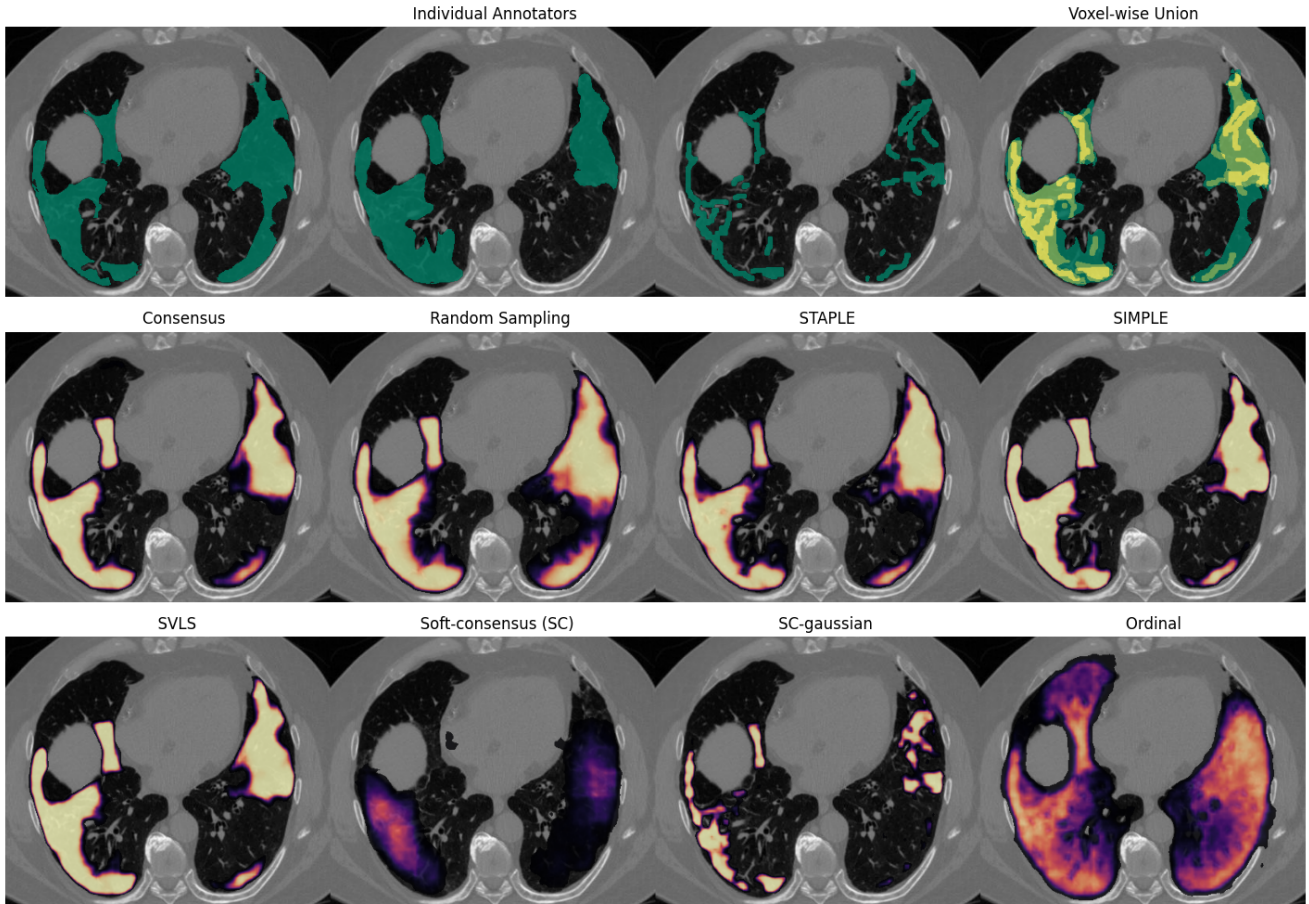 Individual Annotators
Voxel-wise Union
Consensus
Random Sampling
STAPLE
SIMPLE
SVLS
Soft-consensus (SC)
SC-gaussian
Ordinal